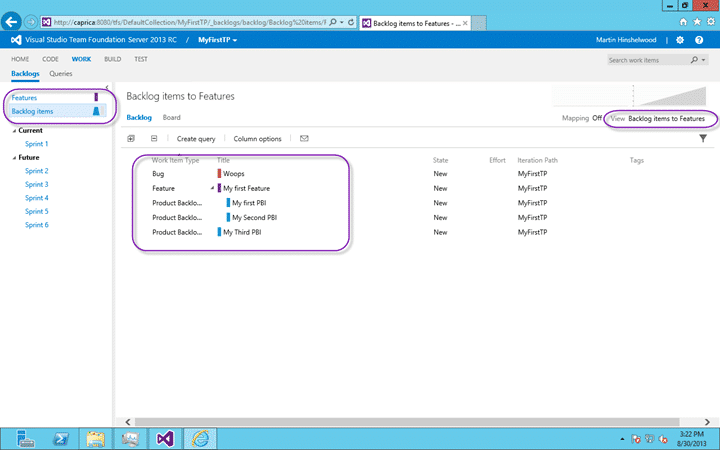 http://caprica:8080/tfs/DefaultCollection/MyFirstTP/_backlogs/backlog/Backlog%20items/F
Backlog items to Features - ...
Visual Studio Team Foundation Server 2013 RC / MyFirstTP
Martin Hinshelwood
HOME CODE WORK BUILD TEST
Search work items
Backlogs Queries
Features
Backlog items
Current
Sprint 1
Future
Sprint 2
Sprint 3
Sprint 4
Sprint 5
Sprint 6
Backlog items to Features
Backlog Board
Mapping Off View Backlog items to Features
Create query Column options
Work Item Type Title State Effort Iteration Path Tags
Bug Woops New MyFirstTP
Feature My first Feature New MyFirstTP
Product Backlo... My first PBI New MyFirstTP
Product Backlo... My Second PBI New MyFirstTP
Product Backlo... My Third PBI New MyFirstTP
3:22 PM
8/30/2013